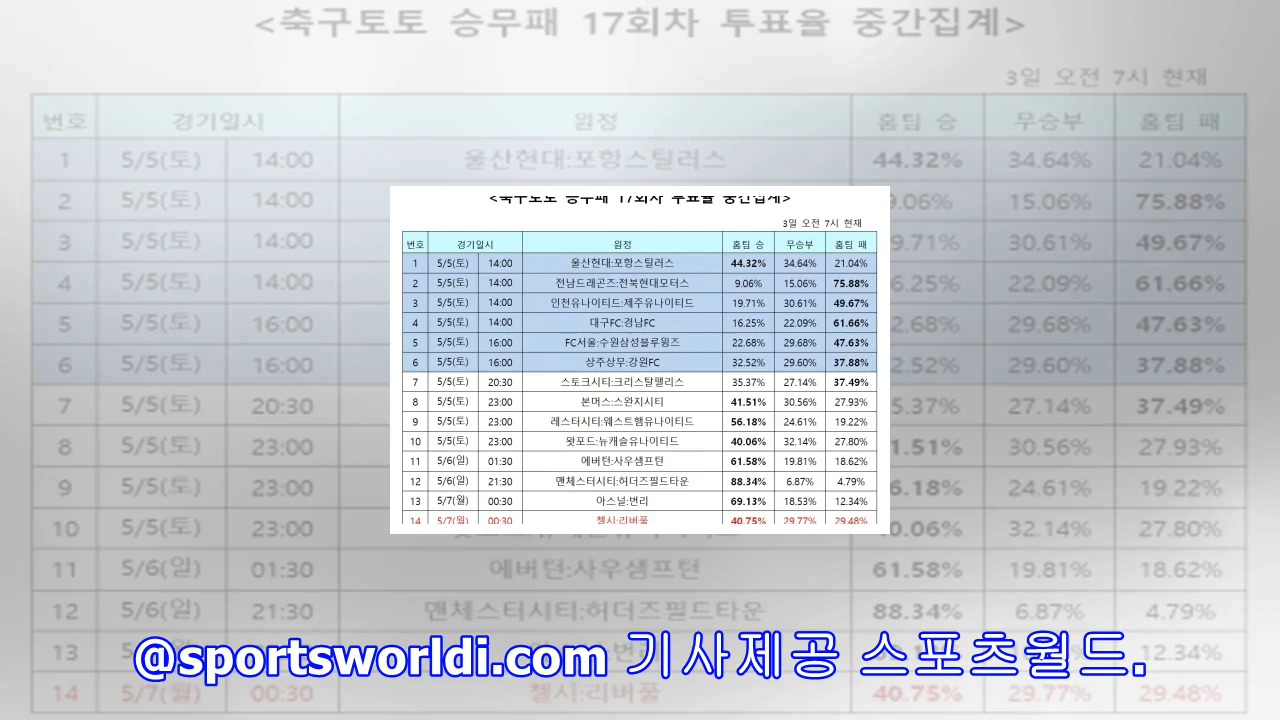 <축구토토 승무패 17회차 투표율 중간집계>
3일 오전 7시 현재
번호 경기일시 원정 홈팀 승 무승부 홈팀 패
1 5/5(토) 14:00 울산현대:포항스틸러스 44.32% 34.64% 21.04%
2 5/5(토) 14:00 전남드래곤즈:전북현대모터스 9.06% 15.06% 75.88%
3 5/5(토) 14:00 인천유나이티드:제주유나이티드 19.71% 30.61% 49.67%
4 5/5(토) 14:00 대구FC:경남FC 16.25% 22.09% 61.66%
5 5/5(토) 16:00 FC서울:수원삼성블루윙즈 22.68% 29.68% 47.63%
6 5/5(토) 16:00 상주상무:강원FC 32.52% 29.60% 37.88%
7 5/5(토) 20:30 스토크시티:크리스탈팰리스 35.37% 27.14% 37.49%
8 5/5(토) 23:00 본머스:스완지시티 41.51% 30.56% 27.93%
9 5/5(토) 23:00 레스터시티:웨스트햄유나이티드 56.18% 24.61% 19.22%
10 5/5(토) 23:00 왓포드:뉴캐슬유나이티드 40.06% 32.14% 27.80%
11 5/6(일) 01:30 에버턴:사우샘프턴 61.58% 19.81% 18.62%
12 5/6(일) 21:30 맨체스터시티:허더즈필드타운 88.34% 6.87% 4.79%
13 5/7(월) 00:30 아스널:번리 69.13% 18.53% 12.34%
14 5/7(월) 00:30 첼시:리버풀 40.75% 29.77% 29.48%
@sportsworldi.com 기사제공 스포츠월드.